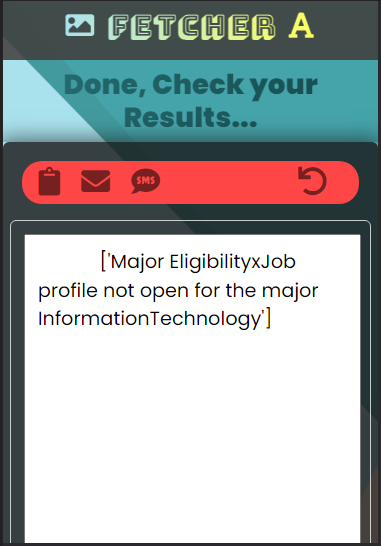 FETCHER A
Done, Check your
Results...
SMS
['Major EligibilityxJob
profile not open for the major
InformationTechnology']